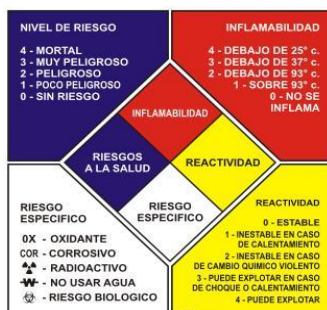 NIVEL DE RIESGO
4 - MORTAL
3 - MUY PELIGROSO
2 - PELIGROSO
1 - POCO PELIGROSO
0 - SIN RIESGO
INFLAMABILIDAD
4 - DEBAJO DE 25° c.
3 - DEBAJO DE 37° c.
2 - DEBAJO DE 93° c.
1 - SOBRE 93° c.
0 - NO SE
INFLAMA
INFLAMABILIDAD
RIESGOS
A LA SALUD
REACTIVIDAD
RIESGO
ESPECIFICO
RIESGO
ESPECIFICO
OX - OXIDANTE
COR - CORROSIVO
- RADIOACTIVO
W - NO USAR AGUA
- RIESGO BIOLOGICO
REACTIVIDAD
0 - ESTABLE
1 - INESTABLE EN CASO
DE CALENTAMIENTO
2 - INESTABLE EN CASO
DE CAMBIO QUIMICO VIOLENTO
3 - PUEDE EXPLOTAR EN CASO
DE CHOQUE O CALENTAMIENTO
4 - PUEDE EXPLOTAR